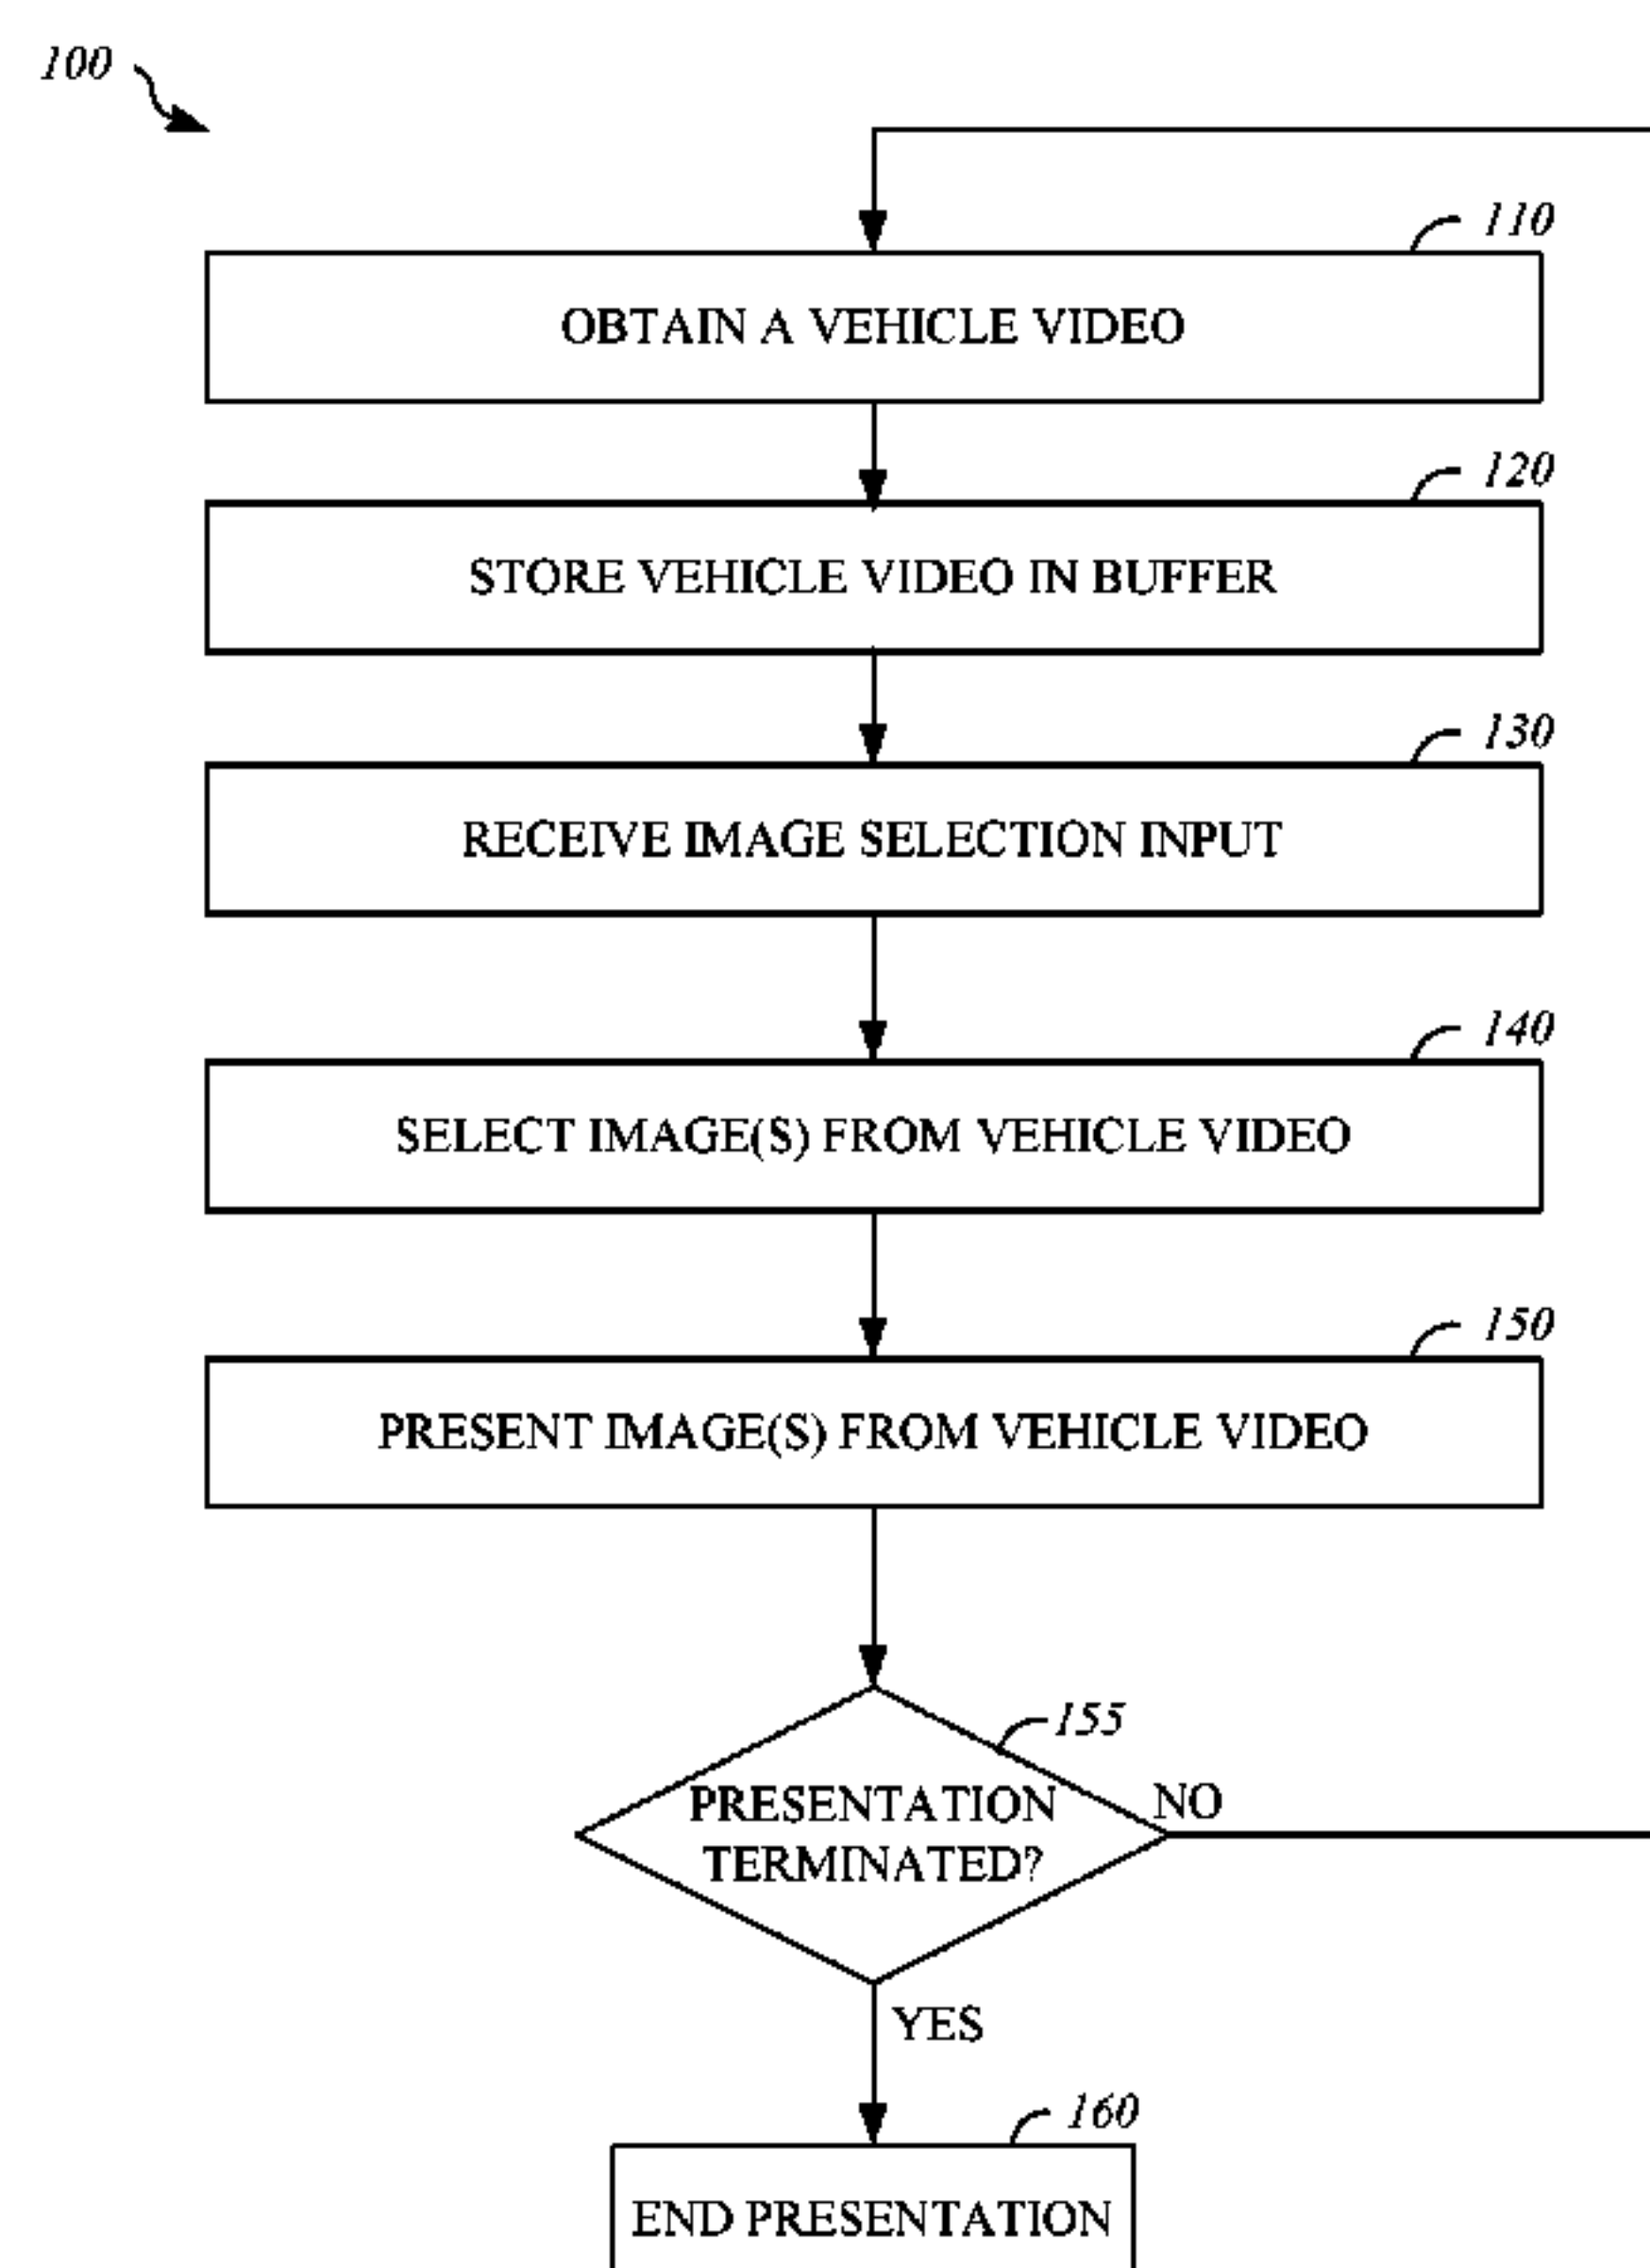 100
110
OBTAIN A VEHICLE VIDEO
120
STORE VEHICLE VIDEO IN BUFFER
130
RECEIVE IMAGE SELECTION INPUT
140
SELECT IMAGE(S) FROM VEHICLE VIDEO
150
PRESENT IMAGE(S) FROM VEHICLE VIDEO
155
PRESENTATION
TERMINATED?
NO
YES
160
END PRESENTATION